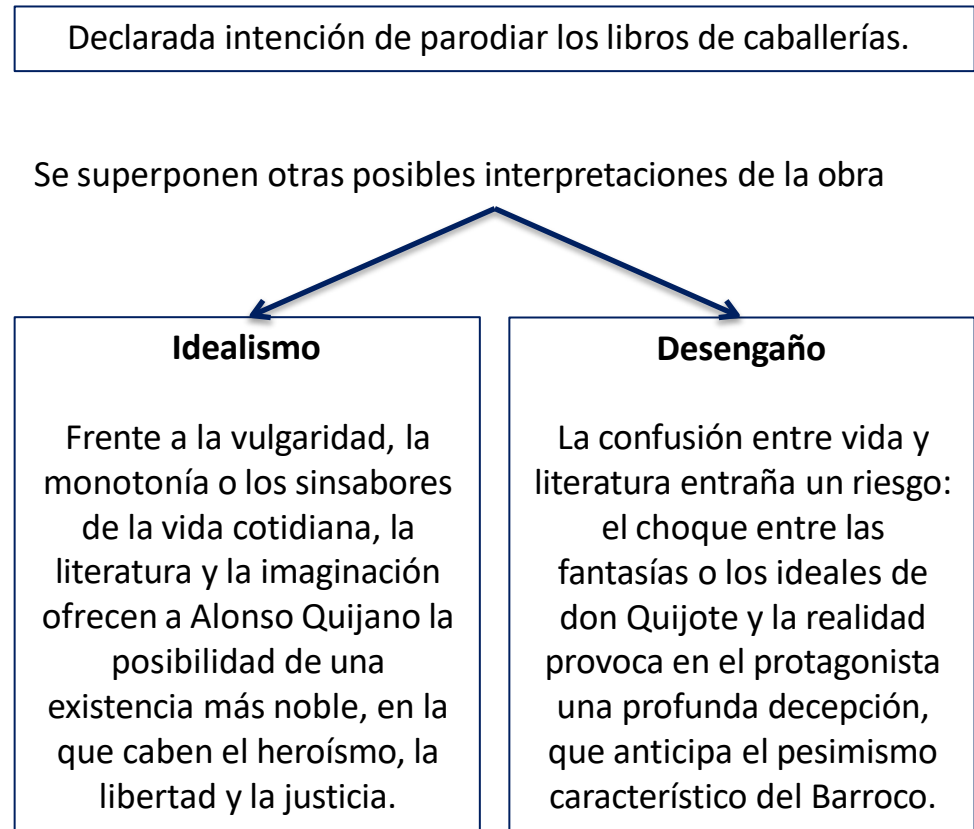 Declarada intención de parodiar los libros de caballerías.
Se superponen otras posibles interpretaciones de la obra
Idealismo
Frente a la vulgaridad, la
monotonía o los sinsabores
de la vida cotidiana, la
literatura y la imaginación
ofrecen a Alonso Quijano la
posibilidad de una
existencia más noble, en la
que caben el heroísmo, la
libertad y la justicia.
Desengaño
La confusión entre vida y
literatura entraña un riesgo:
el choque entre las
fantasías o los ideales de
don Quijote y la realidad
provoca en el protagonista
una profunda decepción,
que anticipa el pesimismo
característico del Barroco.